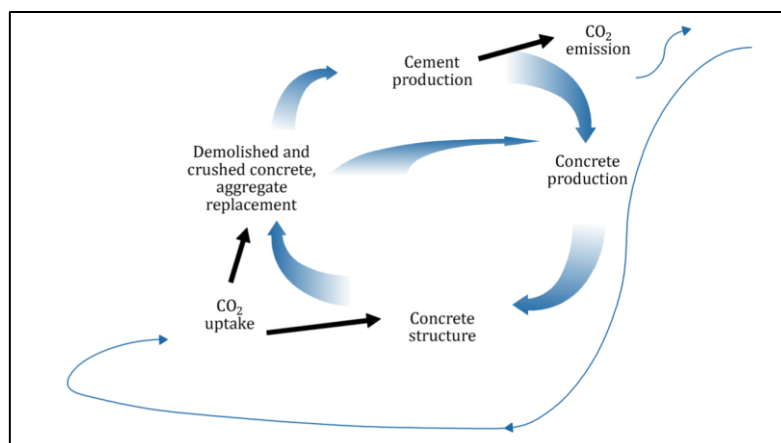 CO₂
emission
Cement
production
Demolished and
crushed concrete,
aggregate
replacement
Concrete
production
CO₂
uptake
Concrete
structure